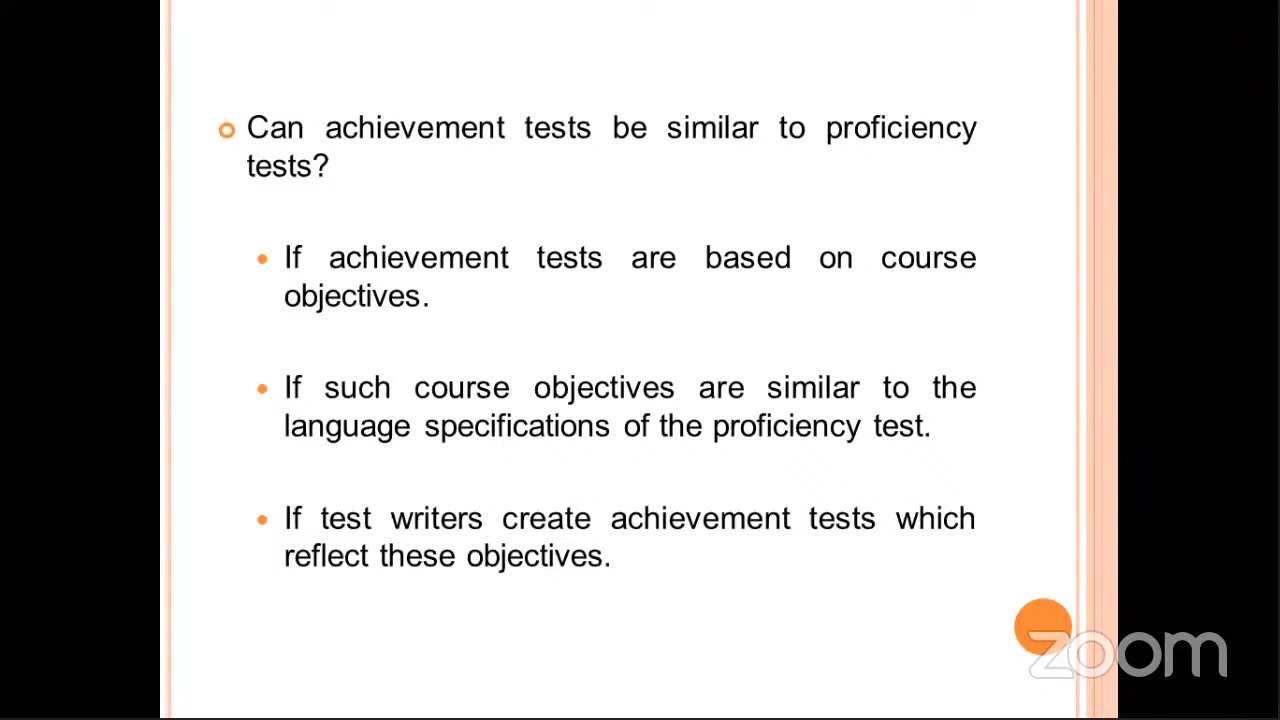 Can achievement tests be similar to proficiency
tests?
If achievement tests are based on course
objectives.
If such course objectives are similar to the
language specifications of the proficiency test.
If test writers create achievement tests which
reflect these objectives.
zoom